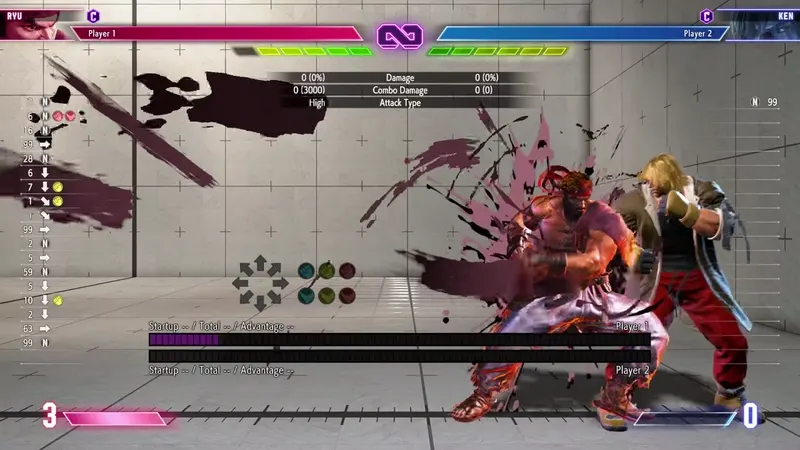 RYU
C
C
KEN
Player 1
Player 2
0 (0%) Damage 0 (0%)
0 (3000) Combo Damage 0 (0)
High Attack Type
N 99
N
6 N
16 N
99
28 N
6
7
1
1
99
2 N
5
59 N
5
10
2
63
99 N
Startup -- / Total -- / Advantage -- Player 1
Startup -- / Total -- / Advantage -- Player 2
3
0